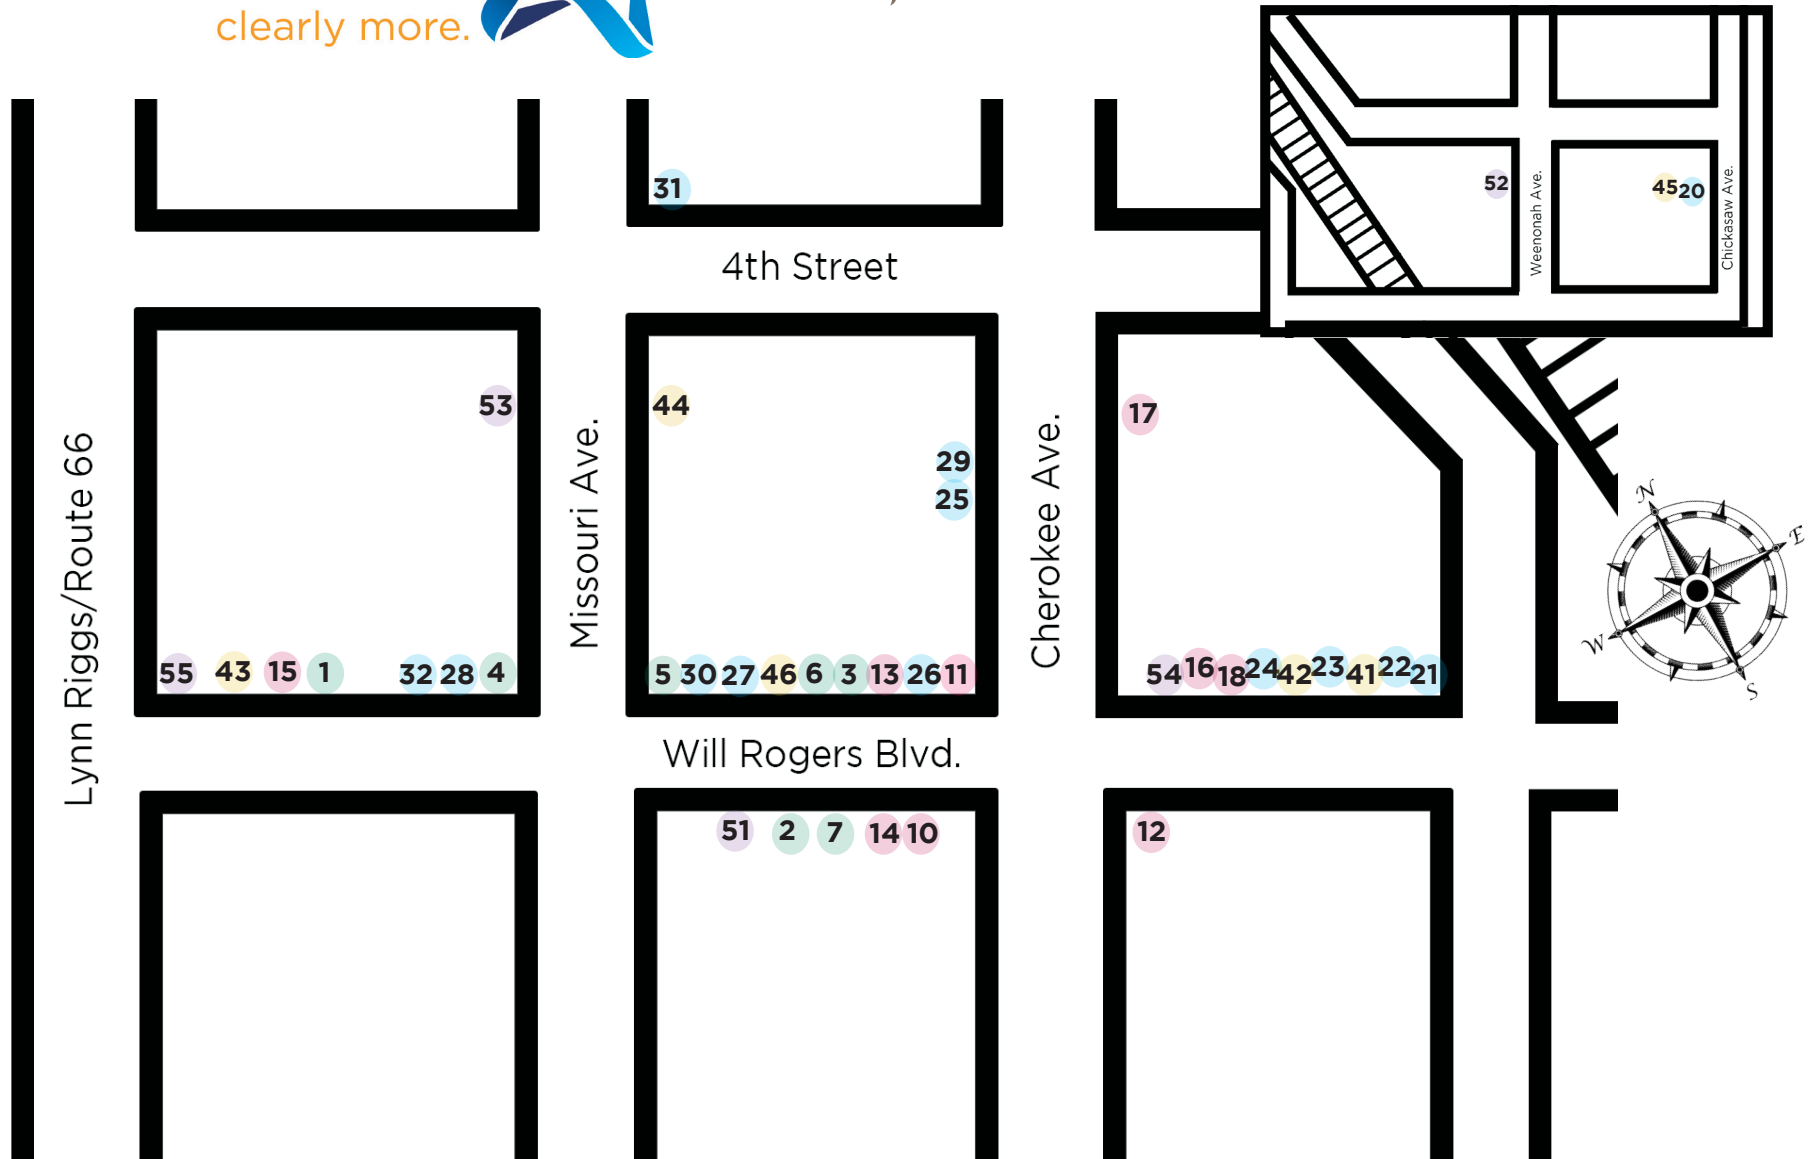 clearly more.
31
4th Street
52
45 20
Weenonah Ave.
Chickasaw Ave.
53
44
29
25
17
Lynn Riggs/Route 66
Missouri Ave.
Cherokee Ave.
N
E
W
S
55 43 15 1 32 28 4
5 30 27 46 6 3 13 26 11
54 16 18 24 42 23 41 22 21
Will Rogers Blvd.
51 2 7 14 10
12